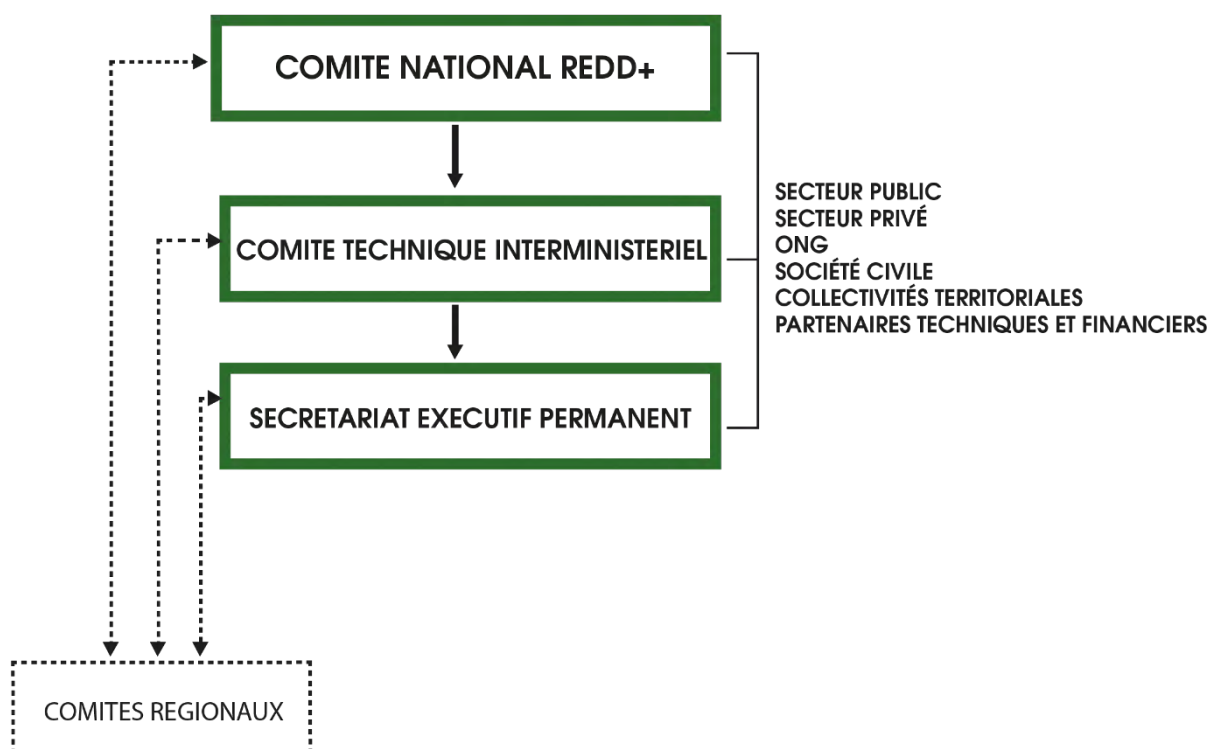 COMITE NATIONAL REDD+
COMITE TECHNIQUE INTERMINISTERIEL
SECRETARIAT EXECUTIF PERMANENT
SECTEUR PUBLIC
SECTEUR PRIVÉ
ONG
SOCIÉTÉ CIVILE
COLLECTIVITÉS TERRITORIALES
PARTENAIRES TECHNIQUES ET FINANCIERS
COMITES REGIONAUX